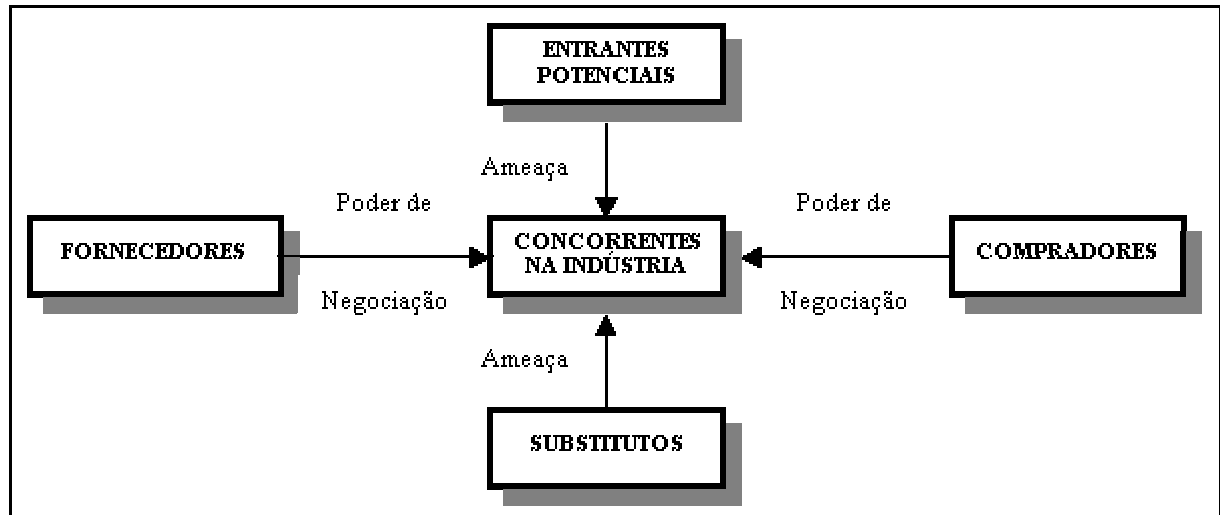 ENTRANTES
POTENCIAIS
Ameaça
Poder de
Poder de
FORNECEDORES
CONCORRENTES
NA INDÚSTRIA
COMPRADORES
Negociação
Negociação
Ameaça
SUBSTITUTOS